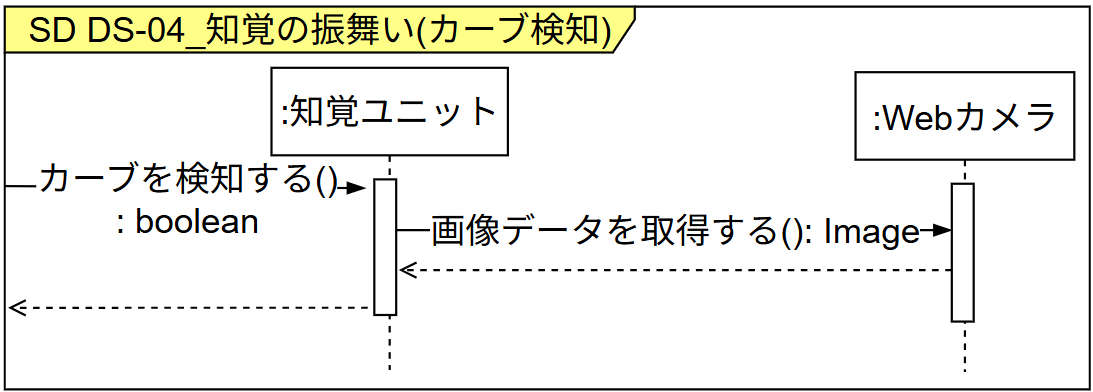 SD DS-04_知覚の振舞い(カーブ検知)
:知覚ユニット
:Webカメラ
カーブを検知する()
: boolean
画像データを取得する(): Image